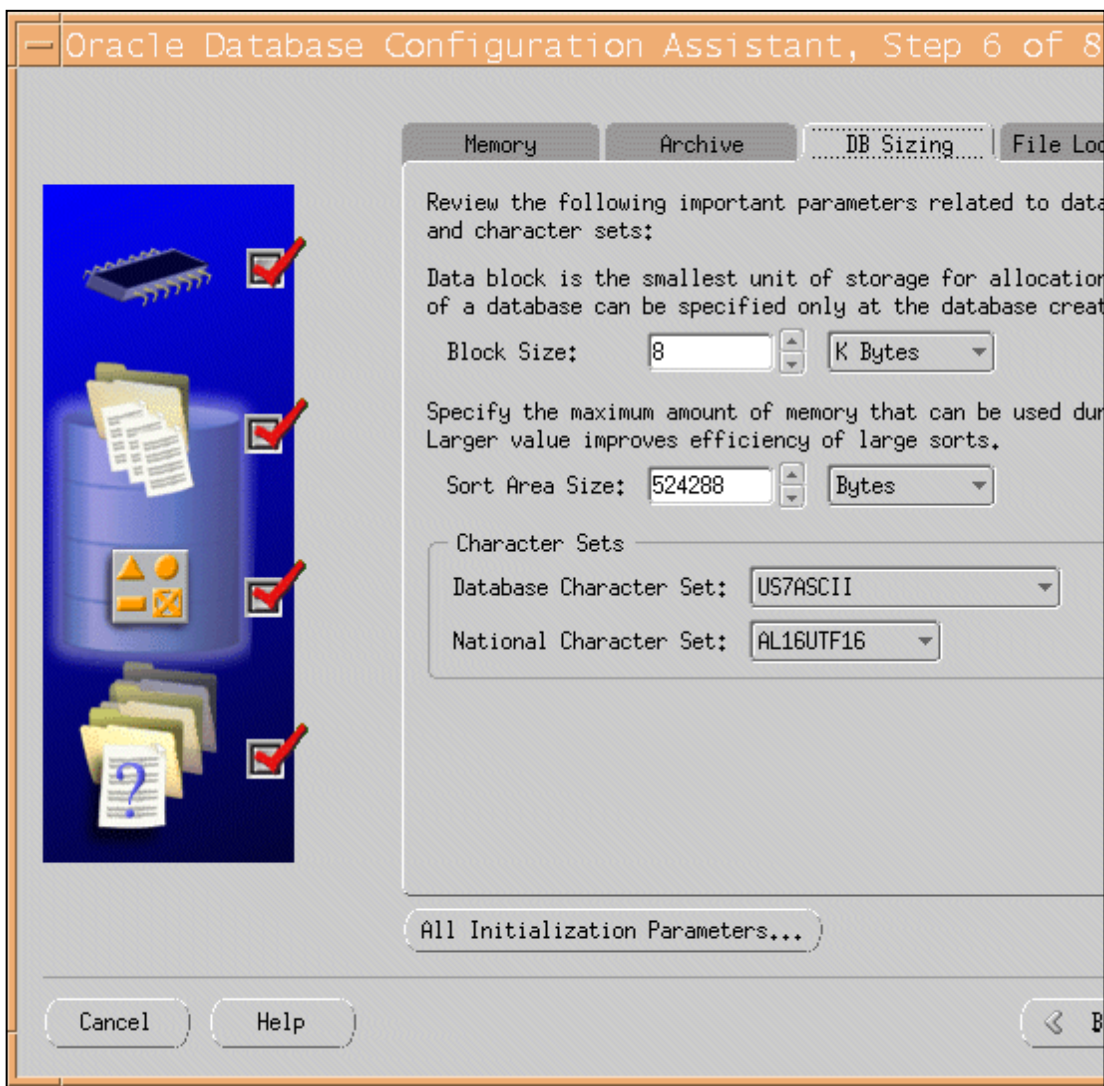 Oracle Database Configuration Assistant, Step 6 of 8
Memory
Archive
DB Sizing
File Loc
Review the following important parameters related to data
and character sets:
Data block is the smallest unit of storage for allocation
of a database can be specified only at the database creat
Block Size: 8 K Bytes
Specify the maximum amount of memory that can be used dur
Larger value improves efficiency of large sorts.
Sort Area Size: 524288 Bytes
Character Sets
Database Character Set: US7ASCII
National Character Set: AL16UTF16
?
All Initialization Parameters...
Cancel
Help
B